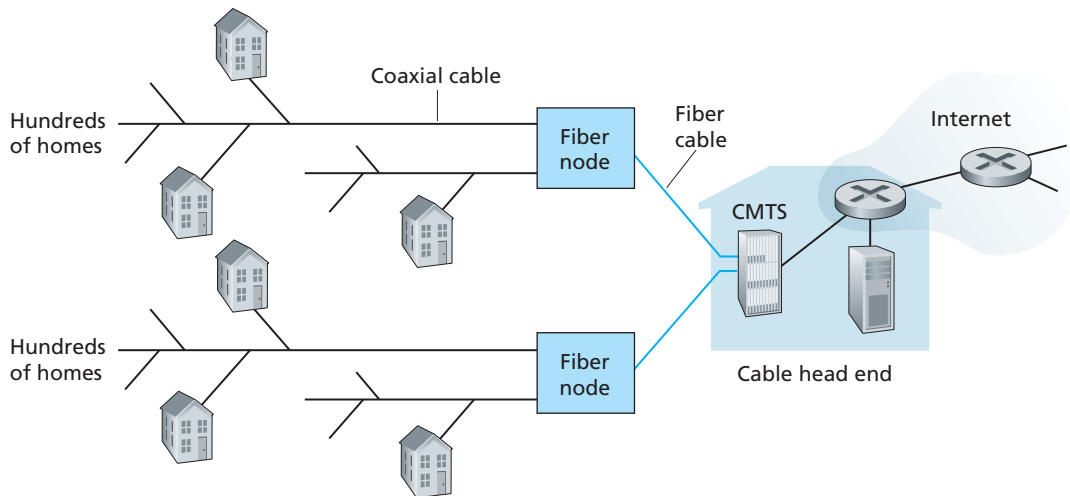 Coaxial cable
Hundreds
of homes
Fiber
node
Fiber
cable
Internet
CMTS
Hundreds
of homes
Fiber
node
Cable head end